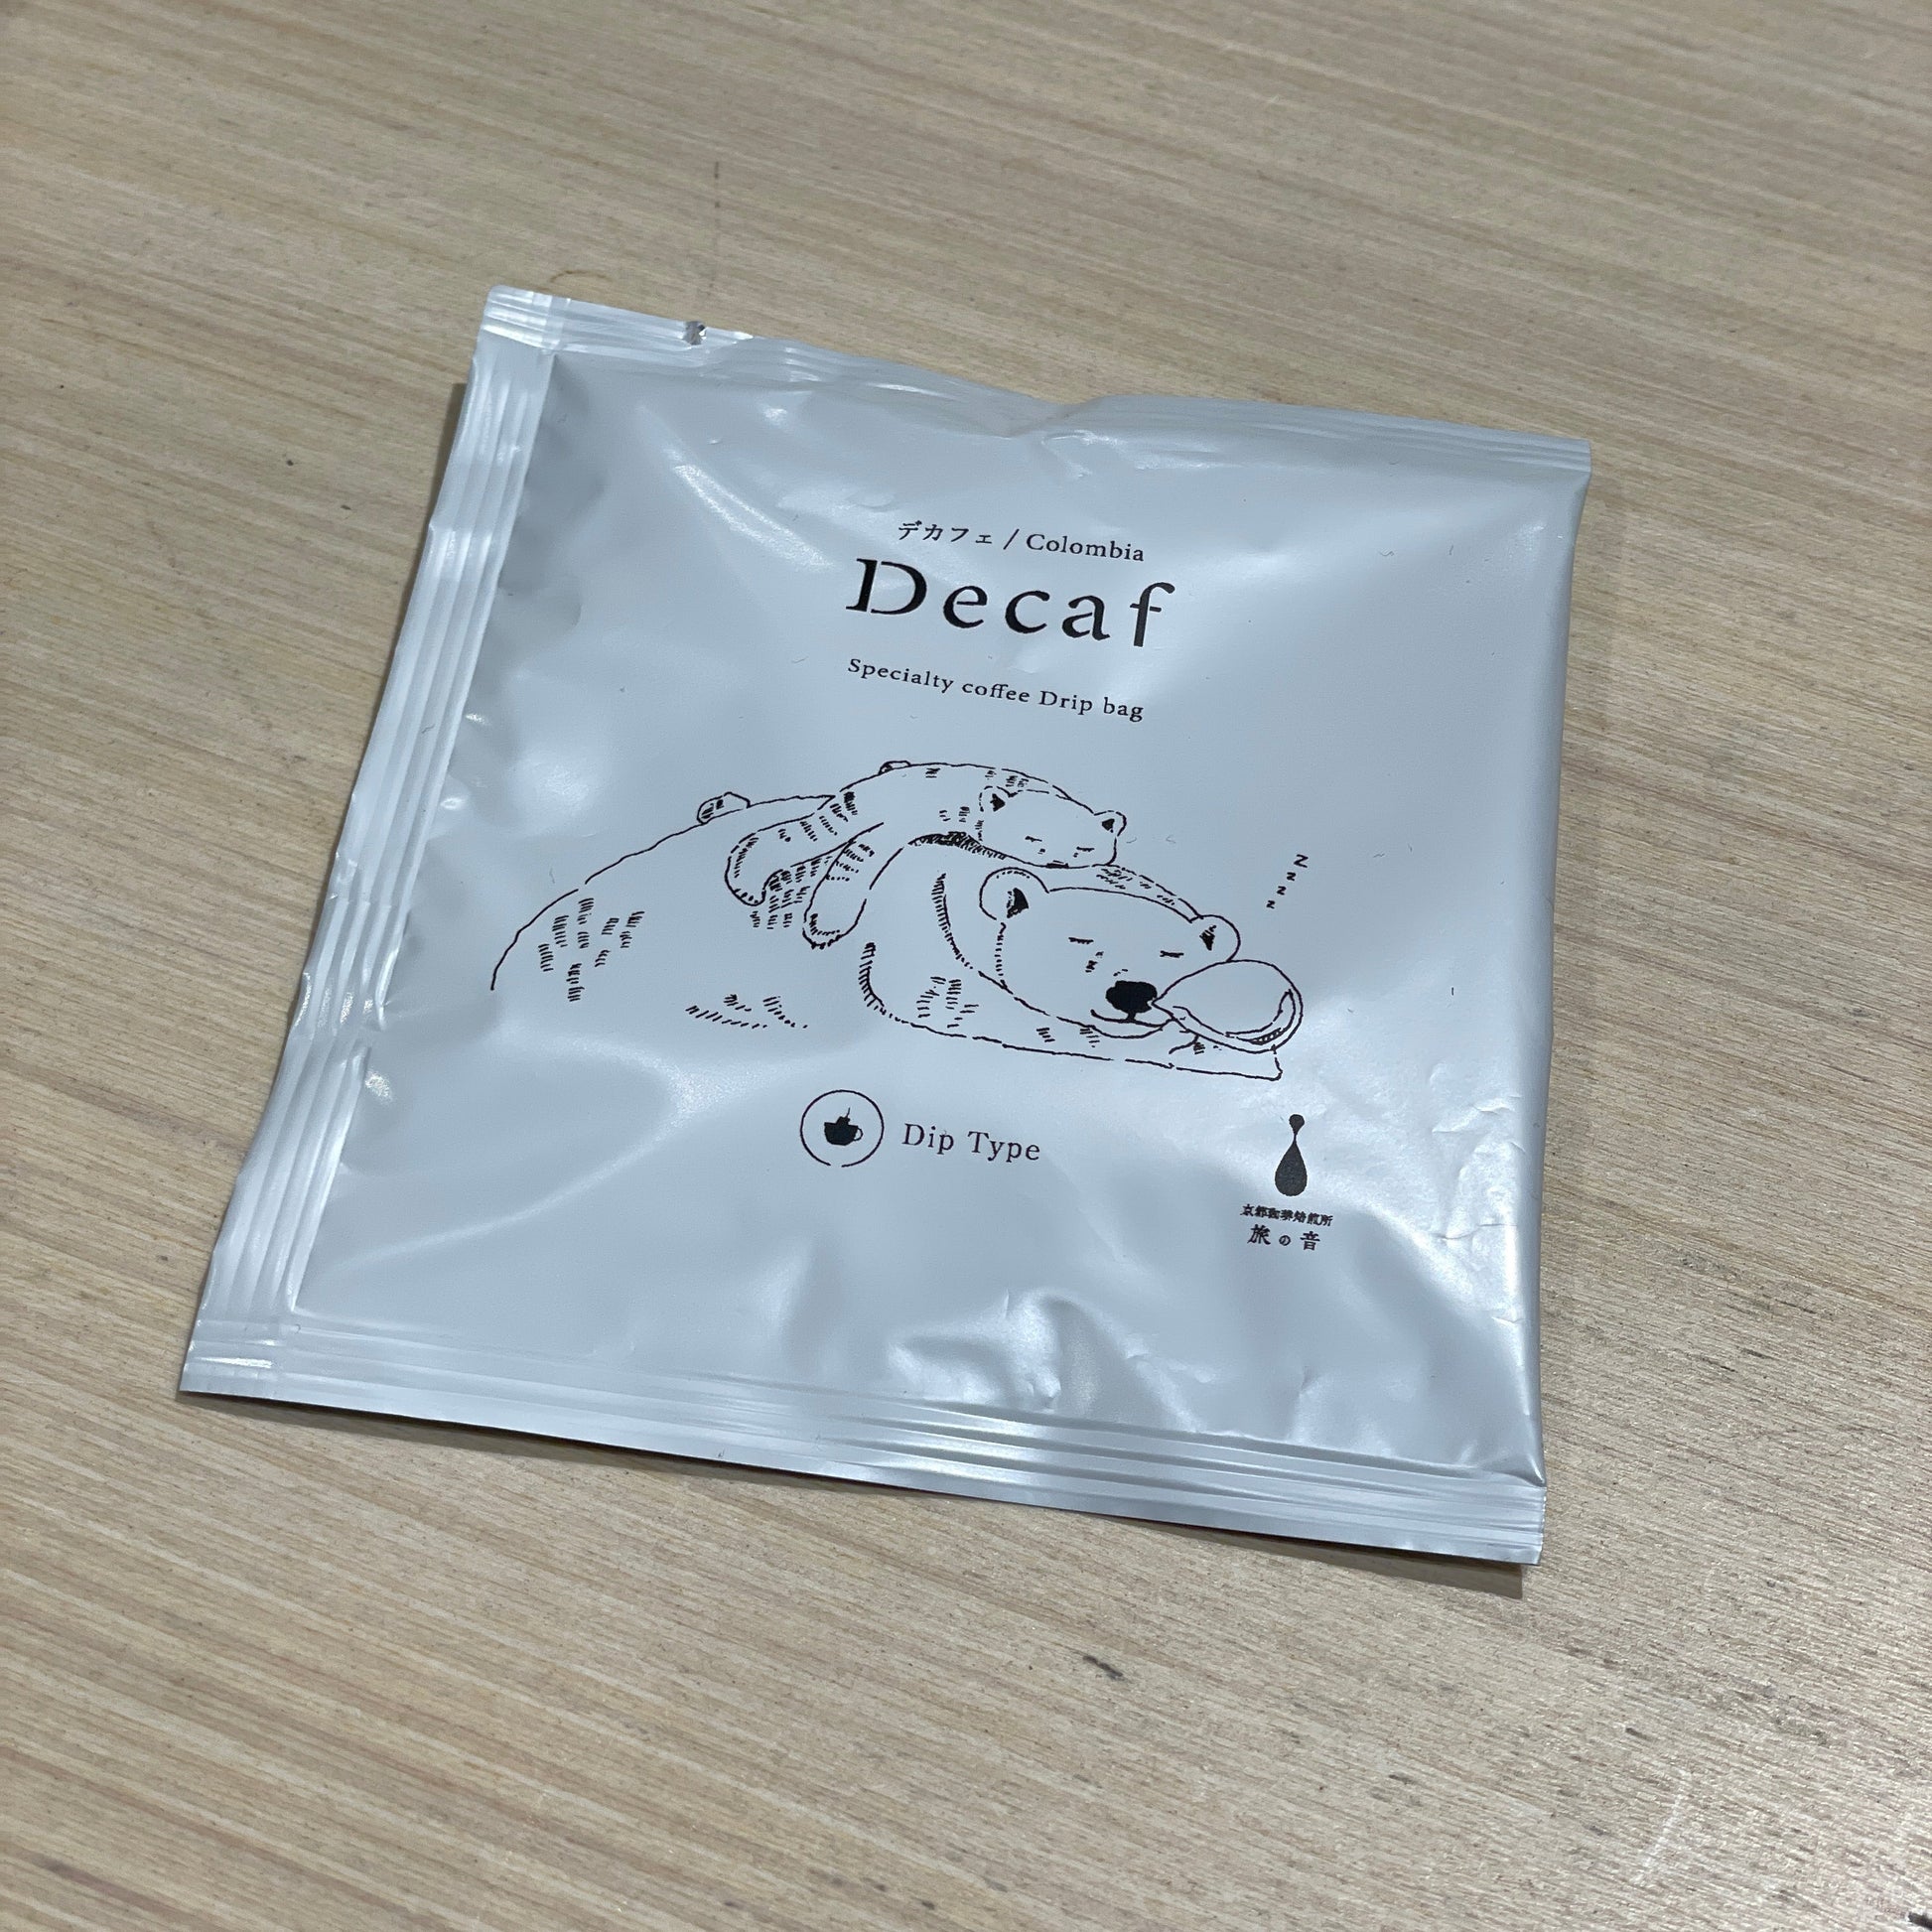 デカフェ / Colombia
Decaf
Specialty coffee Drip bag
Z z z z
Dip Type
京都珈琲焙煎所
旅の音